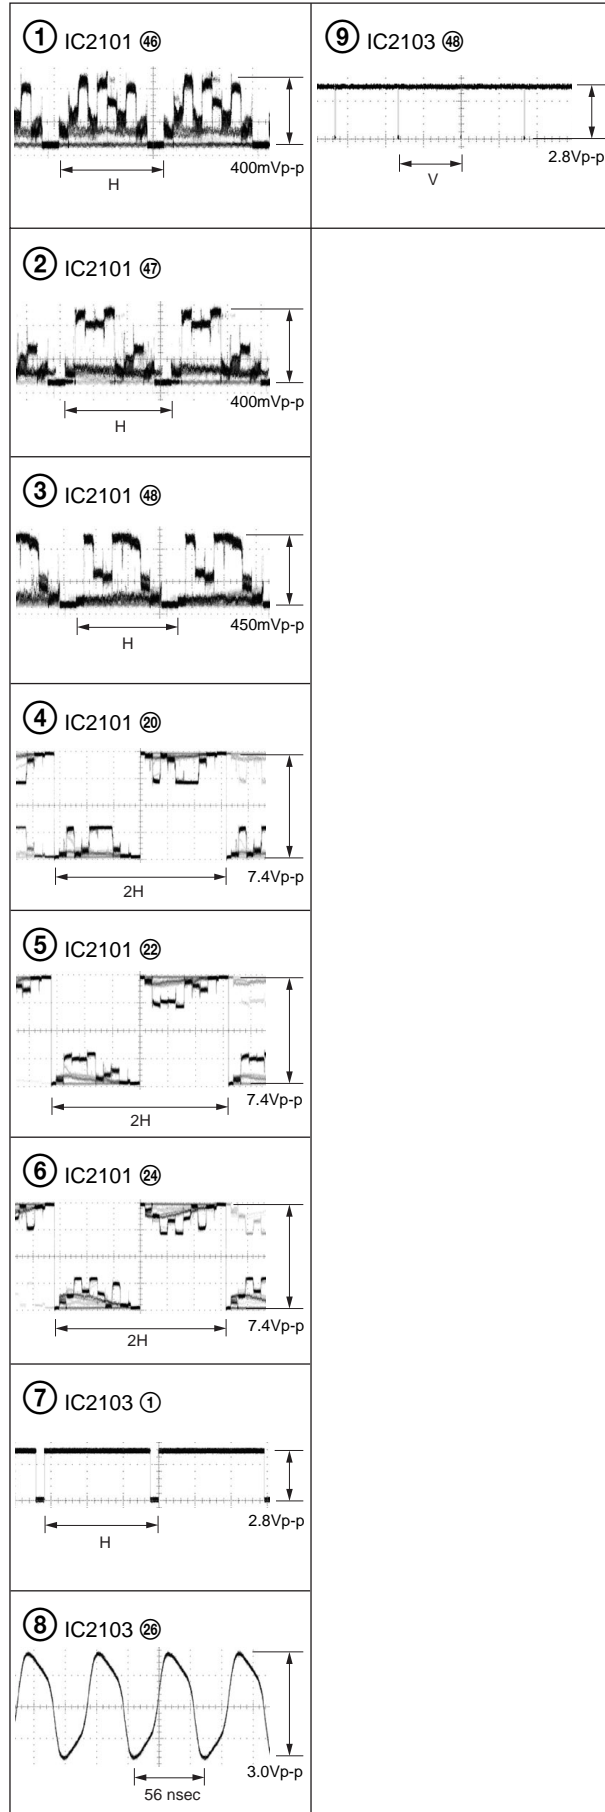 ① IC2101 ㊻
400mVp-p
H
② IC2101 ㊼
400mVp-p
H
③ IC2101 ㊽
450mVp-p
H
④ IC2101 ⑳
7.4Vp-p
2H
⑤ IC2101 ㉒
7.4Vp-p
2H
⑥ IC2101 ㉔
7.4Vp-p
2H
⑦ IC2103 ①
2.8Vp-p
H
⑧ IC2103 ㉖
3.0Vp-p
56 nsec
⑨ IC2103 ㊽
2.8Vp-p
V